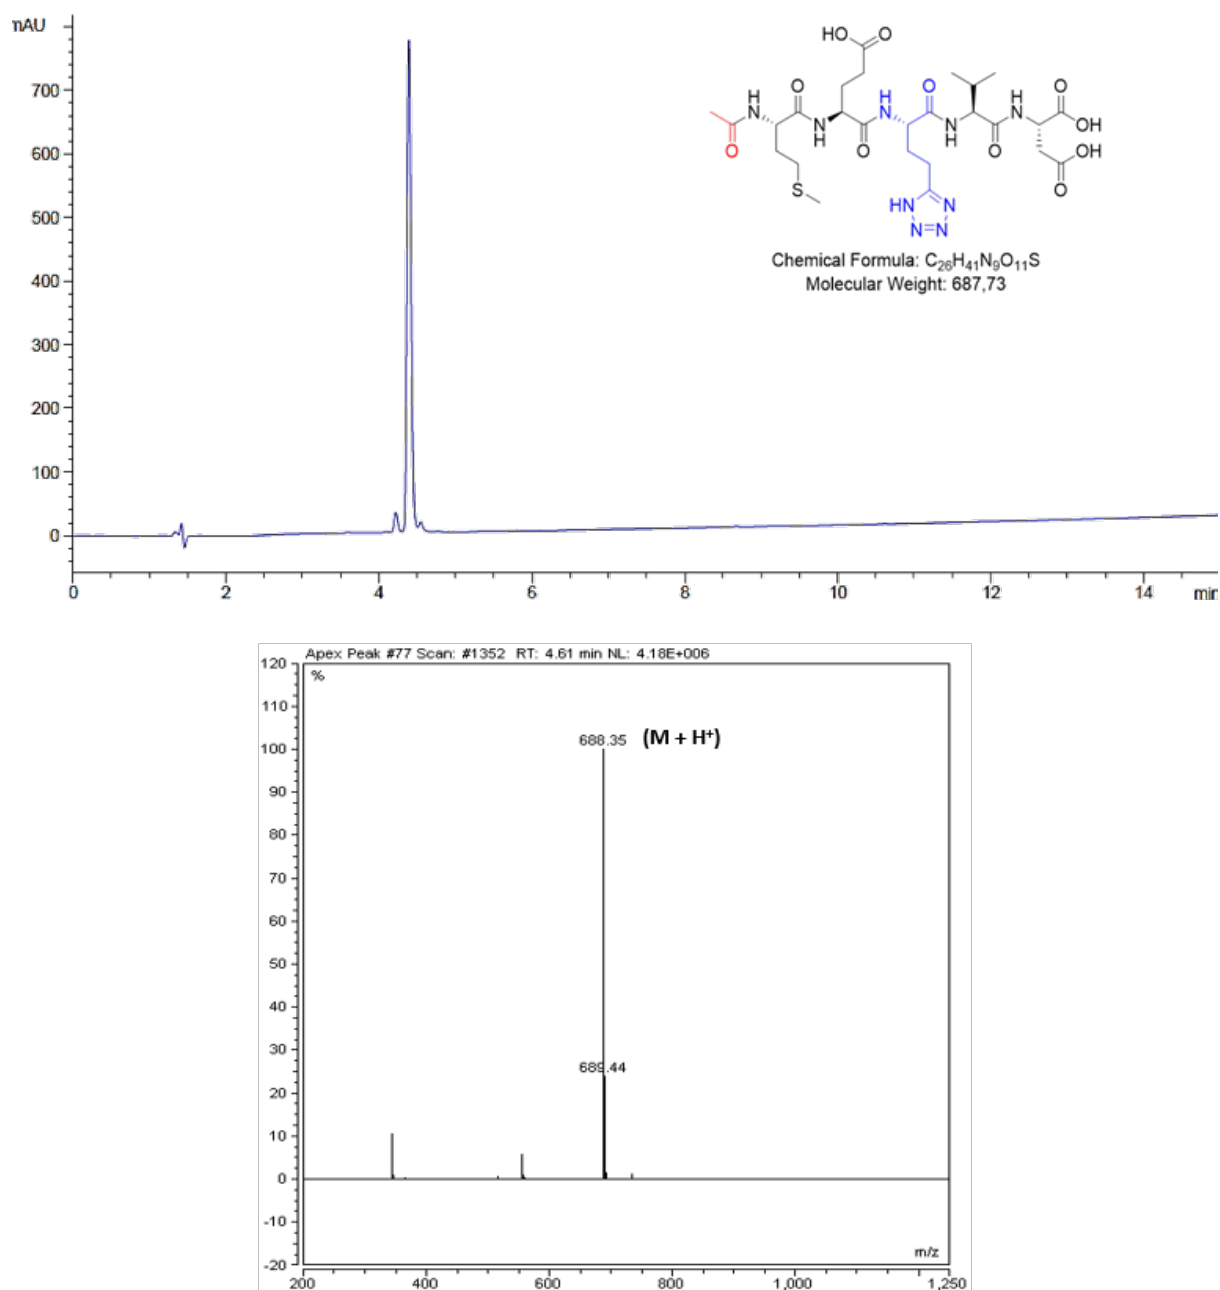 mAU
700
600
500
400
300
200
100
0
0 2 4 6 8 10 12 14 min
HO O
H N O H N O H N O OH
O N H O N H O OH
S HN N O
N=N
Chemical Formula: C₂₆H₄₁N₉O₁₁S
Molecular Weight: 687,73
Apex Peak #77 Scan: #1352 RT: 4.61 min NL: 4.18E+006
%
120
110
100
90
80
70
60
50
40
30
20
10
0
-10
-20
688.35 (M + H⁺)
689.44
m/z
200 400 600 800 1,000 1,250